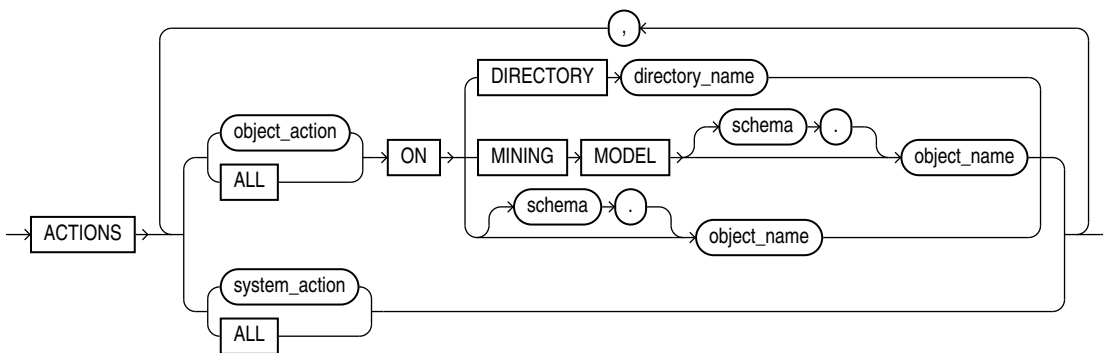 ,
DIRECTORY directory_name
object_action
ALL
ON
MINING MODEL schema . object_name
schema . object_name
ACTIONS
system_action
ALL